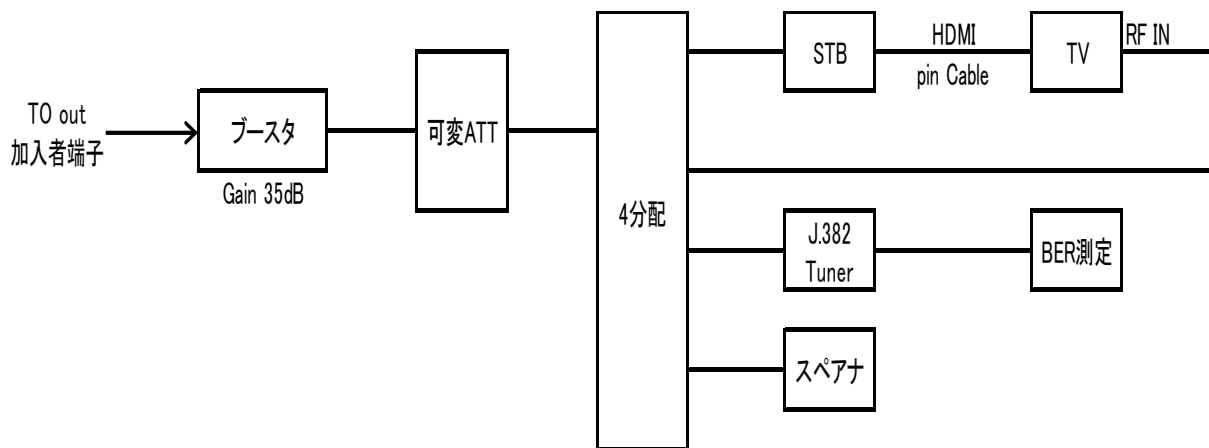 TO out
加入者端子
ブースタ
Gain 35dB
可変ATT
4分配
STB
HDMI
pin Cable
TV
RF IN
J.382
Tuner
BER測定
スペアナ